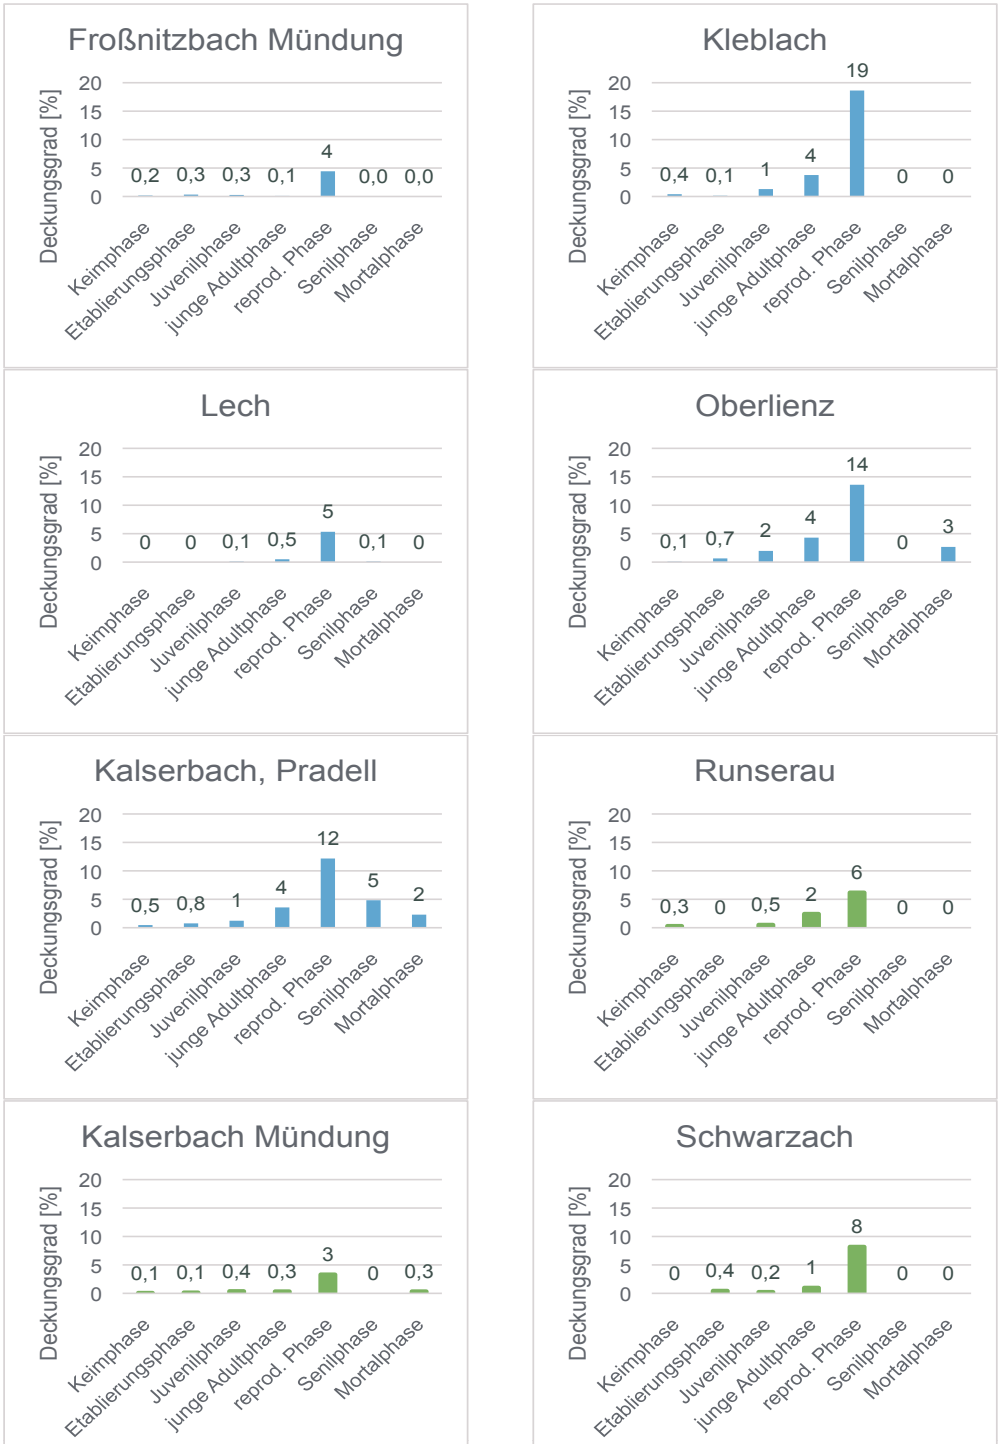 Froßnitzbach Mündung
Deckungsgrad [%]
20
15
10
5
0
0,2 0,3 0,3 0,1 4 0,0 0,0
Keimphase
Etablierungsphase
Juvenilphase
junge Adultphase
reprod. Phase
Senilphase
Mortalphase
Kleblach
Deckungsgrad [%]
20
15
10
5
0
0,4 0,1 1 4 19 0 0
Keimphase
Etablierungsphase
Juvenilphase
junge Adultphase
reprod. Phase
Senilphase
Mortalphase
Lech
Deckungsgrad [%]
20
15
10
5
0
0 0 0,1 0,5 5 0,1 0
Keimphase
Etablierungsphase
Juvenilphase
junge Adultphase
reprod. Phase
Senilphase
Mortalphase
Oberlienz
Deckungsgrad [%]
20
15
10
5
0
0,1 0,7 2 4 14 0 3
Keimphase
Etablierungsphase
Juvenilphase
junge Adultphase
reprod. Phase
Senilphase
Mortalphase
Kalserbach, Pradell
Deckungsgrad [%]
20
15
10
5
0
0,5 0,8 1 4 12 5 2
Keimphase
Etablierungsphase
Juvenilphase
junge Adultphase
reprod. Phase
Senilphase
Mortalphase
Runserau
Deckungsgrad [%]
20
15
10
5
0
0,3 0 0,5 2 6 0 0
Keimphase
Etablierungsphase
Juvenilphase
junge Adultphase
reprod. Phase
Senilphase
Mortalphase
Kalserbach Mündung
Deckungsgrad [%]
20
15
10
5
0
0,1 0,1 0,4 0,3 3 0 0,3
Keimphase
Etablierungsphase
Juvenilphase
junge Adultphase
reprod. Phase
Senilphase
Mortalphase
Schwarzach
Deckungsgrad [%]
20
15
10
5
0
0 0,4 0,2 1 8 0 0
Keimphase
Etablierungsphase
Juvenilphase
junge Adultphase
reprod. Phase
Senilphase
Mortalphase